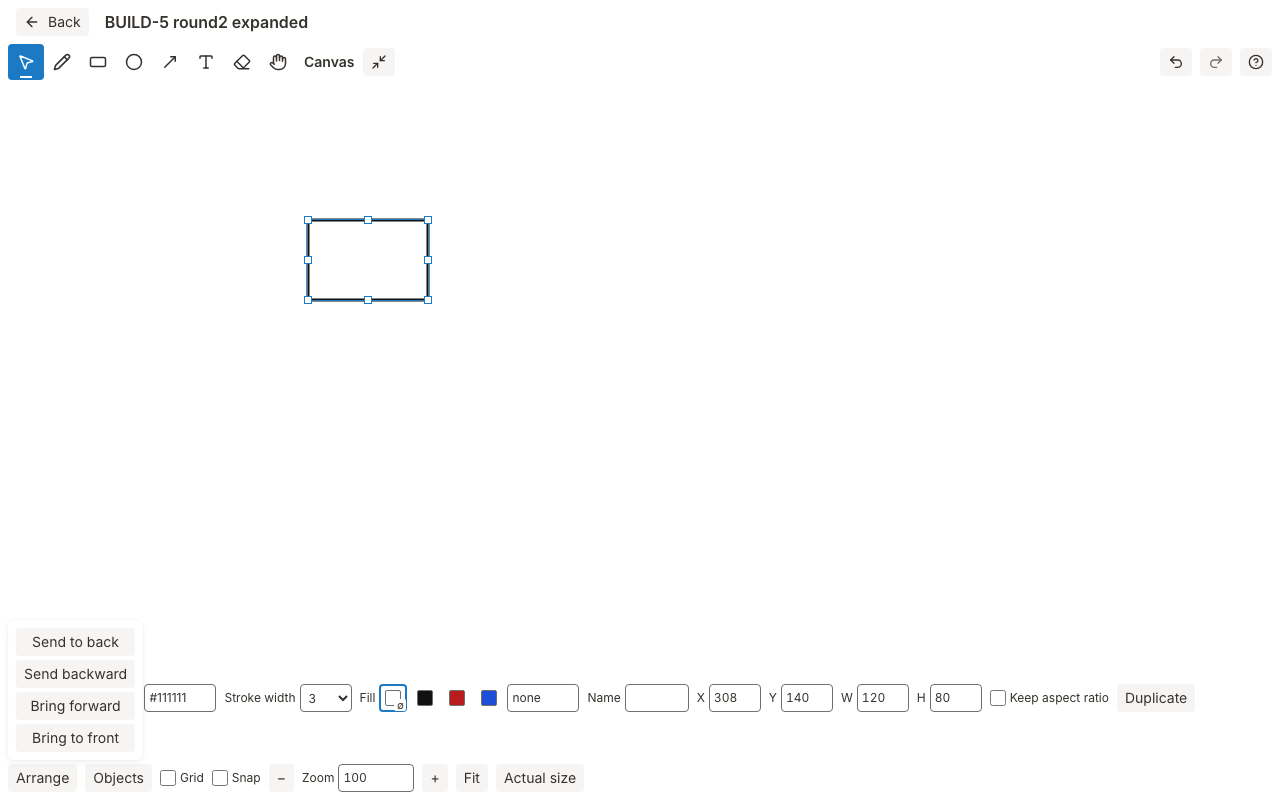 Back BUILD-5 round2 expanded
Canvas
Send to back
Send backward
Bring forward
Bring to front
#111111 Stroke width 3 Fill ø none Name X 308 Y 140 W 120 H 80 Keep aspect ratio Duplicate
Arrange Objects Grid Snap − Zoom 100 + Fit Actual size